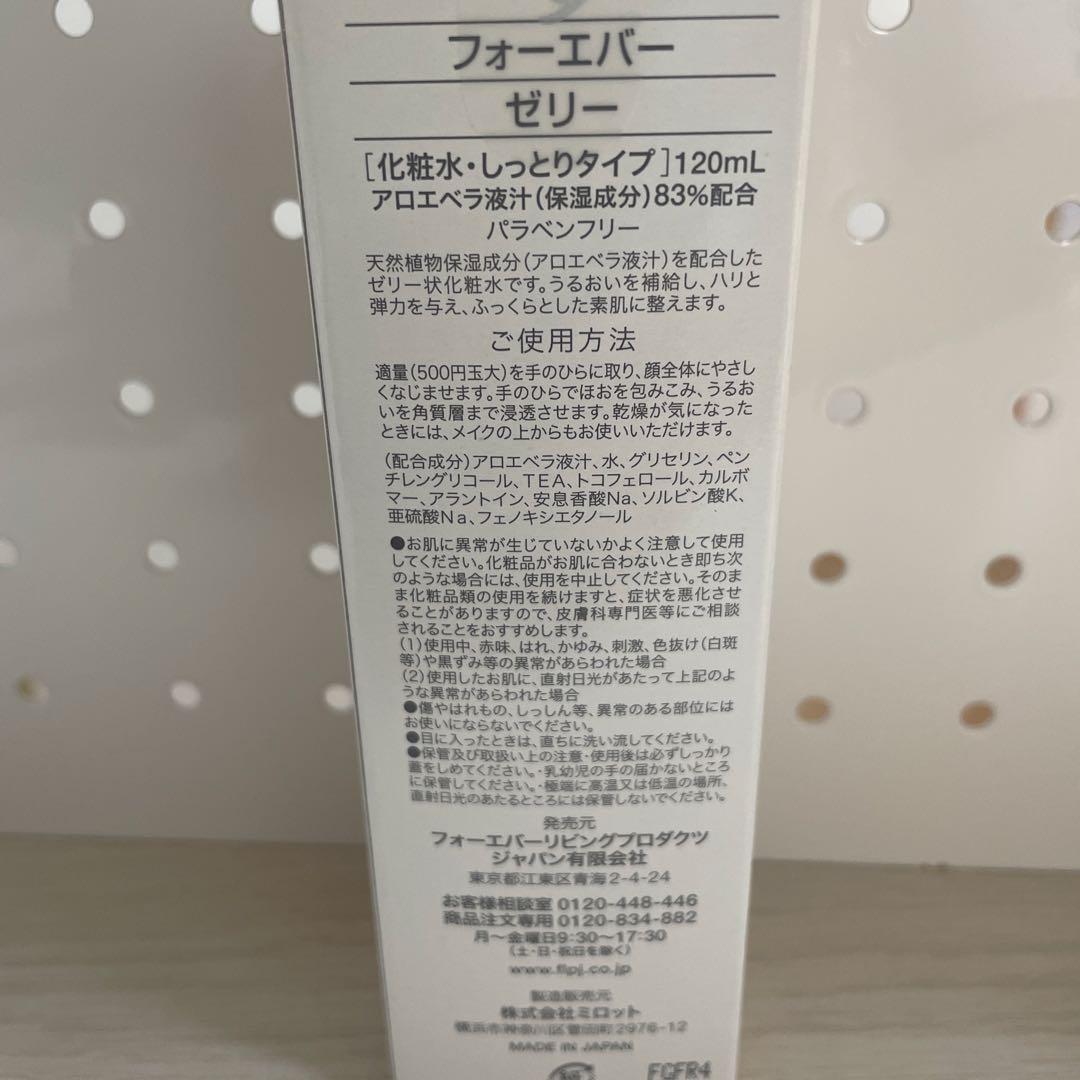 フォーエバー
ゼリー
[化粧水・しっとりタイプ]120mL
アロエベラ液汁(保湿成分)83%配合
パラベンフリー
天然植物保湿成分(アロエベラ液汁)を配合した
ゼリー状化粧水です。うるおいを補給し、ハリと
弾力を与え、ふっくらとした素肌に整えます。
ご使用方法
適量(500円玉大)を手のひらに取り、顔全体にやさし
くなじませます。手のひらでほおを包みこみ、うるお
いを角質層まで浸透させます。乾燥が気になった
ときには、メイクの上からもお使いいただけます。
(配合成分)アロエベラ液汁、水、グリセリン、ペン
チレングリコール、TEA、トコフェロール、カルボ
マー、アラントイン、安息香酸Na、ソルビン酸K、
亜硫酸Na、フェノキシエタノール
●お肌に異常が生じていないかよく注意して使用
してください。化粧品がお肌に合わないとき即ち次
のような場合には、使用を中止してください。そのま
ま化粧品類の使用を続けますと、症状を悪化させ
ることがありますので、皮膚科専門医等にご相談
されることをおすすめします。
(1)使用中、赤味、はれ、かゆみ、刺激、色抜け(白斑
等)や黒ずみ等の異常があらわれた場合
(2)使用したお肌に、直射日光があたって上記のよ
うな異常があらわれた場合
●傷やはれもの、しっしん等、異常のある部位には
お使いにならないでください。
●目に入ったときは、直ちに洗い流してください。
●保管及び取扱い上の注意・使用後は必ずしっかり
蓋をしめてください。・乳幼児の手の届かないところ
に保管してください。・極端に高温又は低温の場所、
直射日光のあたるところには保管しないでください。
発売元
フォーエバーリビングプロダクツ
ジャパン有限会社
東京都江東区青海2-4-24
お客様相談室 0120-448-446
商品注文専用 0120-834-882
月〜金曜日9:30〜17:30
(土・日・祝日を除く)
www.flpj.co.jp
製造販売元
株式会社ミロット
横浜市神奈川区菅田町2976-12
MADE IN JAPAN
FCFR4